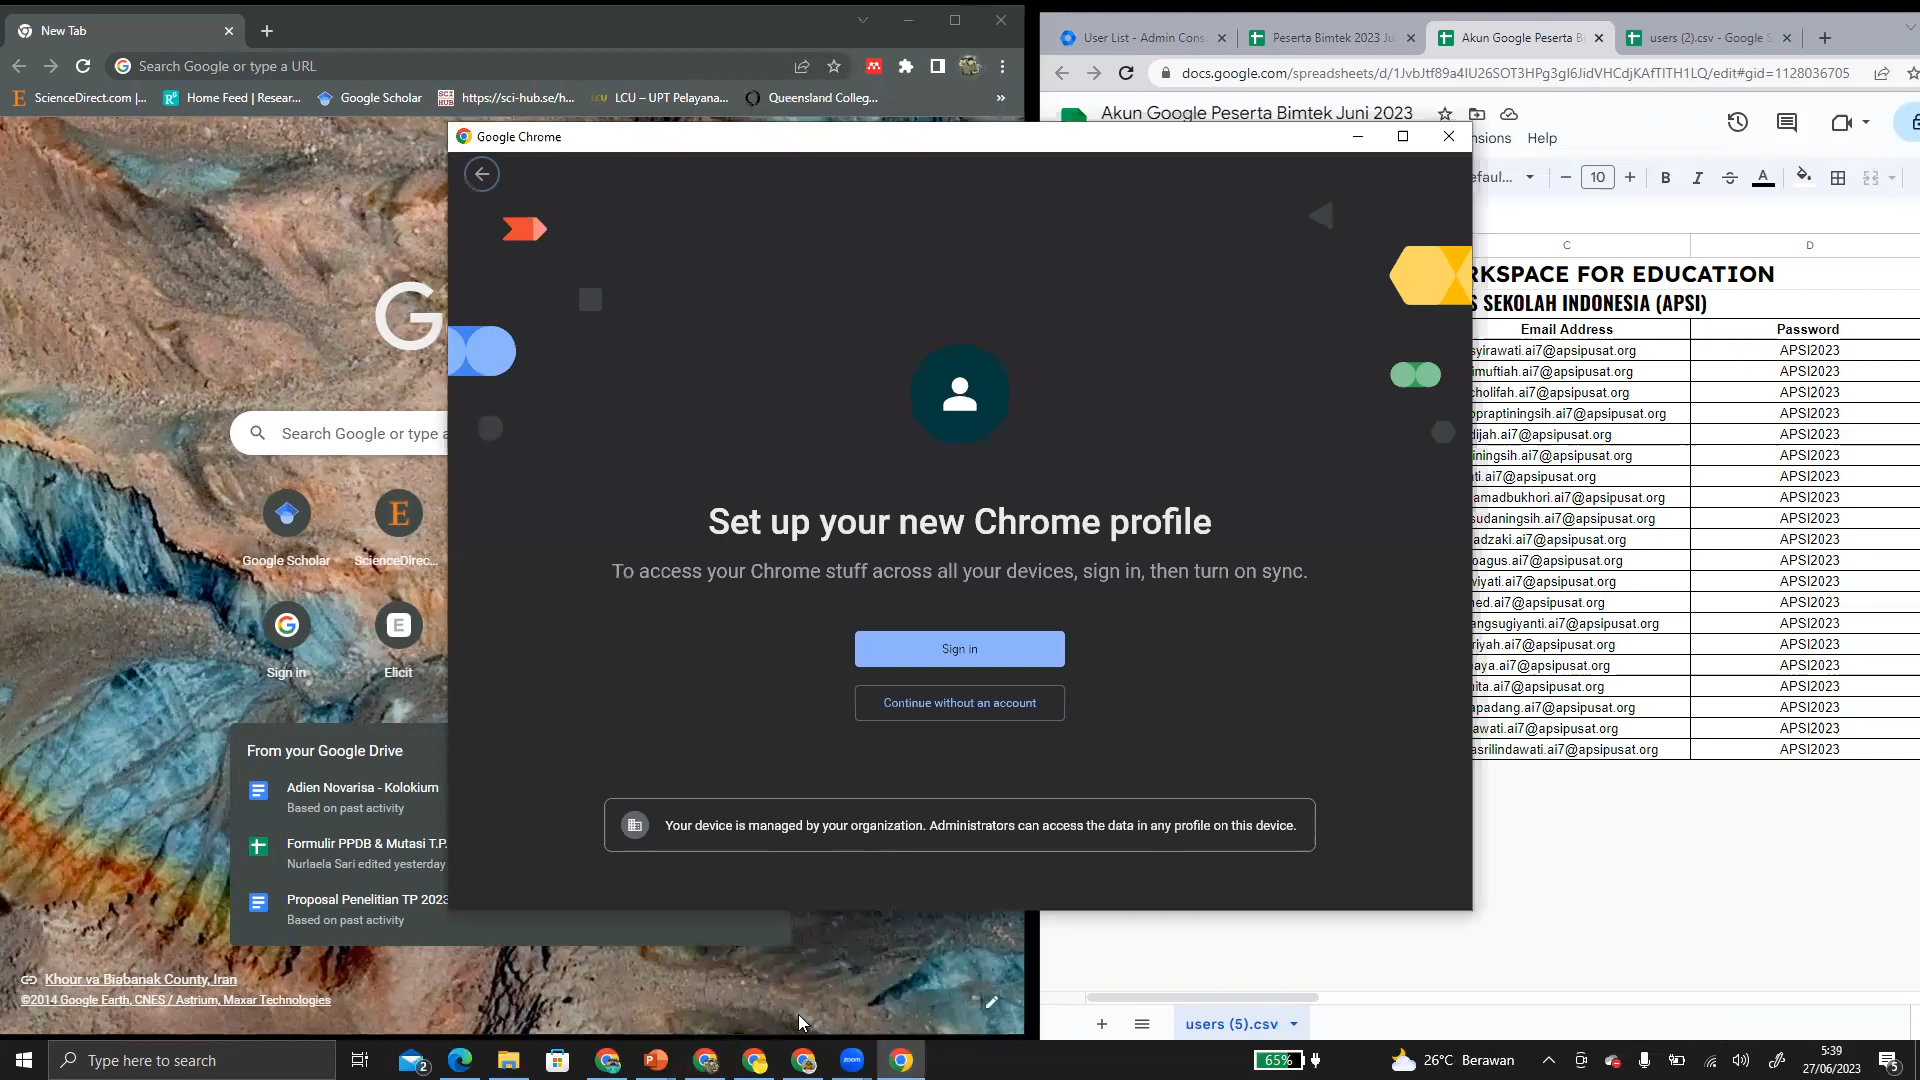 New Tab
Search Google or type a URL
ScienceDirect.com |...
Home Feed | Resear...
Google Scholar
SCI HUB
https://sci-hub.se/h...
LCU – UPT Pelayana...
Queensland Colleg...
»
User List - Admin Cons
Peserta Bimtek 2023 Ju
Akun Google Peserta B
users (2).csv - Google S
docs.google.com/spreadsheets/d/1JvbJtf89a4IU26SOT3HPg3gI6JidVHCdjKAfTITH1LQ/edit#gid=1128036705
Akun Google Peserta Bimtek Juni 2023
nsions
Help
efaul...
10
B
I
A
C
D
RKSPACE FOR EDUCATION
S SEKOLAH INDONESIA (APSI)
Email Address
Password
syirawati.ai7@apsipusat.org
APSI2023
imuftiah.ai7@apsipusat.org
APSI2023
cholifah.ai7@apsipusat.org
APSI2023
opraptiningsih.ai7@apsipusat.org
APSI2023
dijah.ai7@apsipusat.org
APSI2023
iningsih.ai7@apsipusat.org
APSI2023
ti.ai7@apsipusat.org
APSI2023
amadbukhori.ai7@apsipusat.org
APSI2023
sudaningsih.ai7@apsipusat.org
APSI2023
adzaki.ai7@apsipusat.org
APSI2023
oagus.ai7@apsipusat.org
APSI2023
viyati.ai7@apsipusat.org
APSI2023
ned.ai7@apsipusat.org
APSI2023
angsugiyanti.ai7@apsipusat.org
APSI2023
riyah.ai7@apsipusat.org
APSI2023
baya.ai7@apsipusat.org
APSI2023
nita.ai7@apsipusat.org
APSI2023
apadang.ai7@apsipusat.org
APSI2023
awati.ai7@apsipusat.org
APSI2023
asrilindawati.ai7@apsipusat.org
APSI2023
users (5).csv
Google Chrome
Set up your new Chrome profile
To access your Chrome stuff across all your devices, sign in, then turn on sync.
Sign in
Continue without an account
Your device is managed by your organization. Administrators can access the data in any profile on this device.
G
Search Google or type a
Google Scholar
ScienceDirec...
Sign in
Elicit
From your Google Drive
Adien Novarisa - Kolokium
Based on past activity
Formulir PPDB & Mutasi T.P.
Nurlaela Sari edited yesterday
Proposal Penelitian TP 2023
Based on past activity
Khour va Biabanak County, Iran
©2014 Google Earth, CNES / Astrium, Maxar Technologies
Type here to search
2
zoom
65%
26°C Berawan
5:39
27/06/2023
5